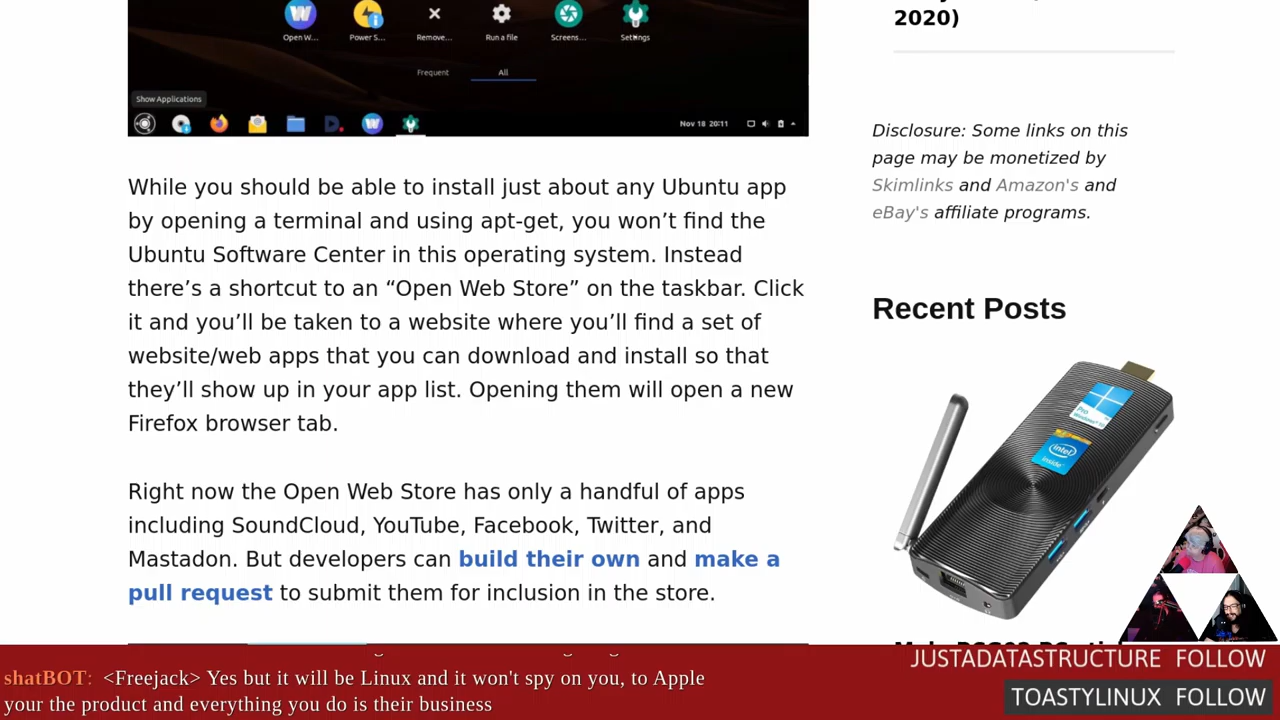 Open W...
Power S...
Remove...
Run a file
Screens...
Settings
Frequent
All
Show Applications
Nov 18 20:11
While you should be able to install just about any Ubuntu app
by opening a terminal and using apt-get, you won’t find the
Ubuntu Software Center in this operating system. Instead
there’s a shortcut to an “Open Web Store” on the taskbar. Click
it and you’ll be taken to a website where you’ll find a set of
website/web apps that you can download and install so that
they’ll show up in your app list. Opening them will open a new
Firefox browser tab.
Right now the Open Web Store has only a handful of apps
including SoundCloud, YouTube, Facebook, Twitter, and
Mastadon. But developers can build their own and make a
pull request to submit them for inclusion in the store.
2020)
Disclosure: Some links on this
page may be monetized by
Skimlinks and Amazon's and
eBay's affiliate programs.
Recent Posts
Pro
intel
inside
shatBOT: <Freejack> Yes but it will be Linux and it won't spy on you, to Apple
your the product and everything you do is their business
JUSTADATASTRUCTURE FOLLOW
TOASTYLINUX FOLLOW